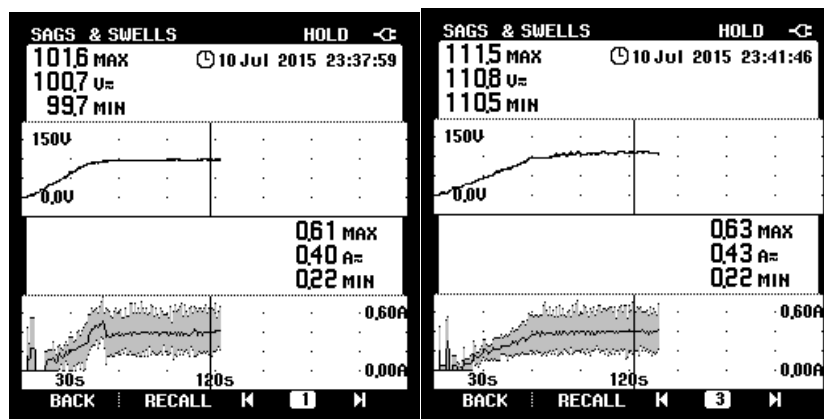 SAGS & SWELLS HOLD
101,6 MAX 10 Jul 2015 23:37:59
100,7 V≂
99,7 MIN
150V
0,0V
0,61 MAX
0,40 A≂
0,22 MIN
0,60A
0,00A
30s 120s
BACK RECALL 1
SAGS & SWELLS HOLD
111,5 MAX 10 Jul 2015 23:41:46
110,8 V≂
110,5 MIN
150V
0,0V
0,63 MAX
0,43 A≂
0,22 MIN
0,60A
0,00A
30s 120s
BACK RECALL 3